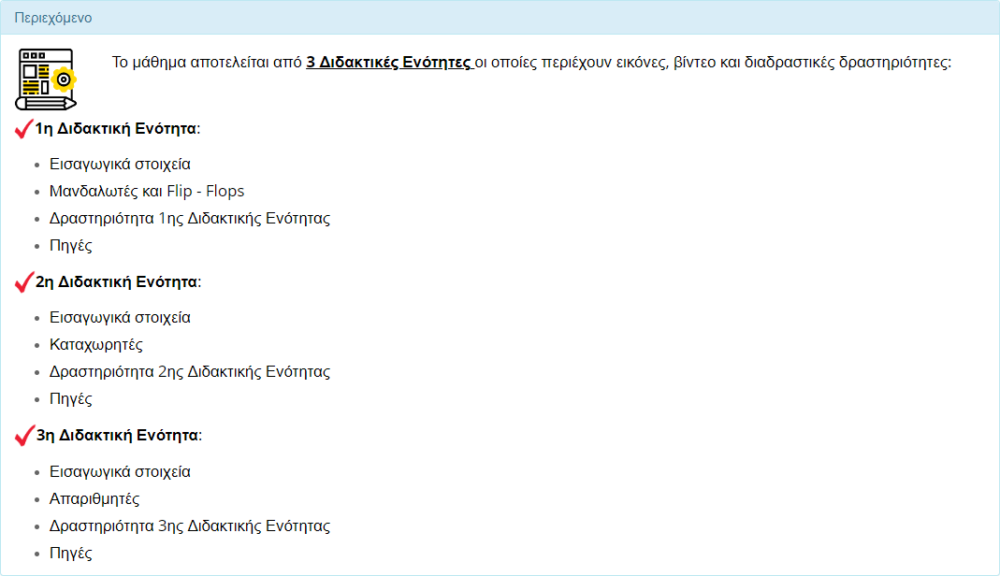 Περιεχόμενο
Το μάθημα αποτελείται από 3 Διδακτικές Ενότητες οι οποίες περιέχουν εικόνες, βίντεο και διαδραστικές δραστηριότητες:
1η Διδακτική Ενότητα:
Εισαγωγικά στοιχεία
Μανδαλωτές και Flip - Flops
Δραστηριότητα 1ης Διδακτικής Ενότητας
Πηγές
2η Διδακτική Ενότητα:
Εισαγωγικά στοιχεία
Καταχωρητές
Δραστηριότητα 2ης Διδακτικής Ενότητας
Πηγές
3η Διδακτική Ενότητα:
Εισαγωγικά στοιχεία
Απαριθμητές
Δραστηριότητα 3ης Διδακτικής Ενότητας
Πηγές